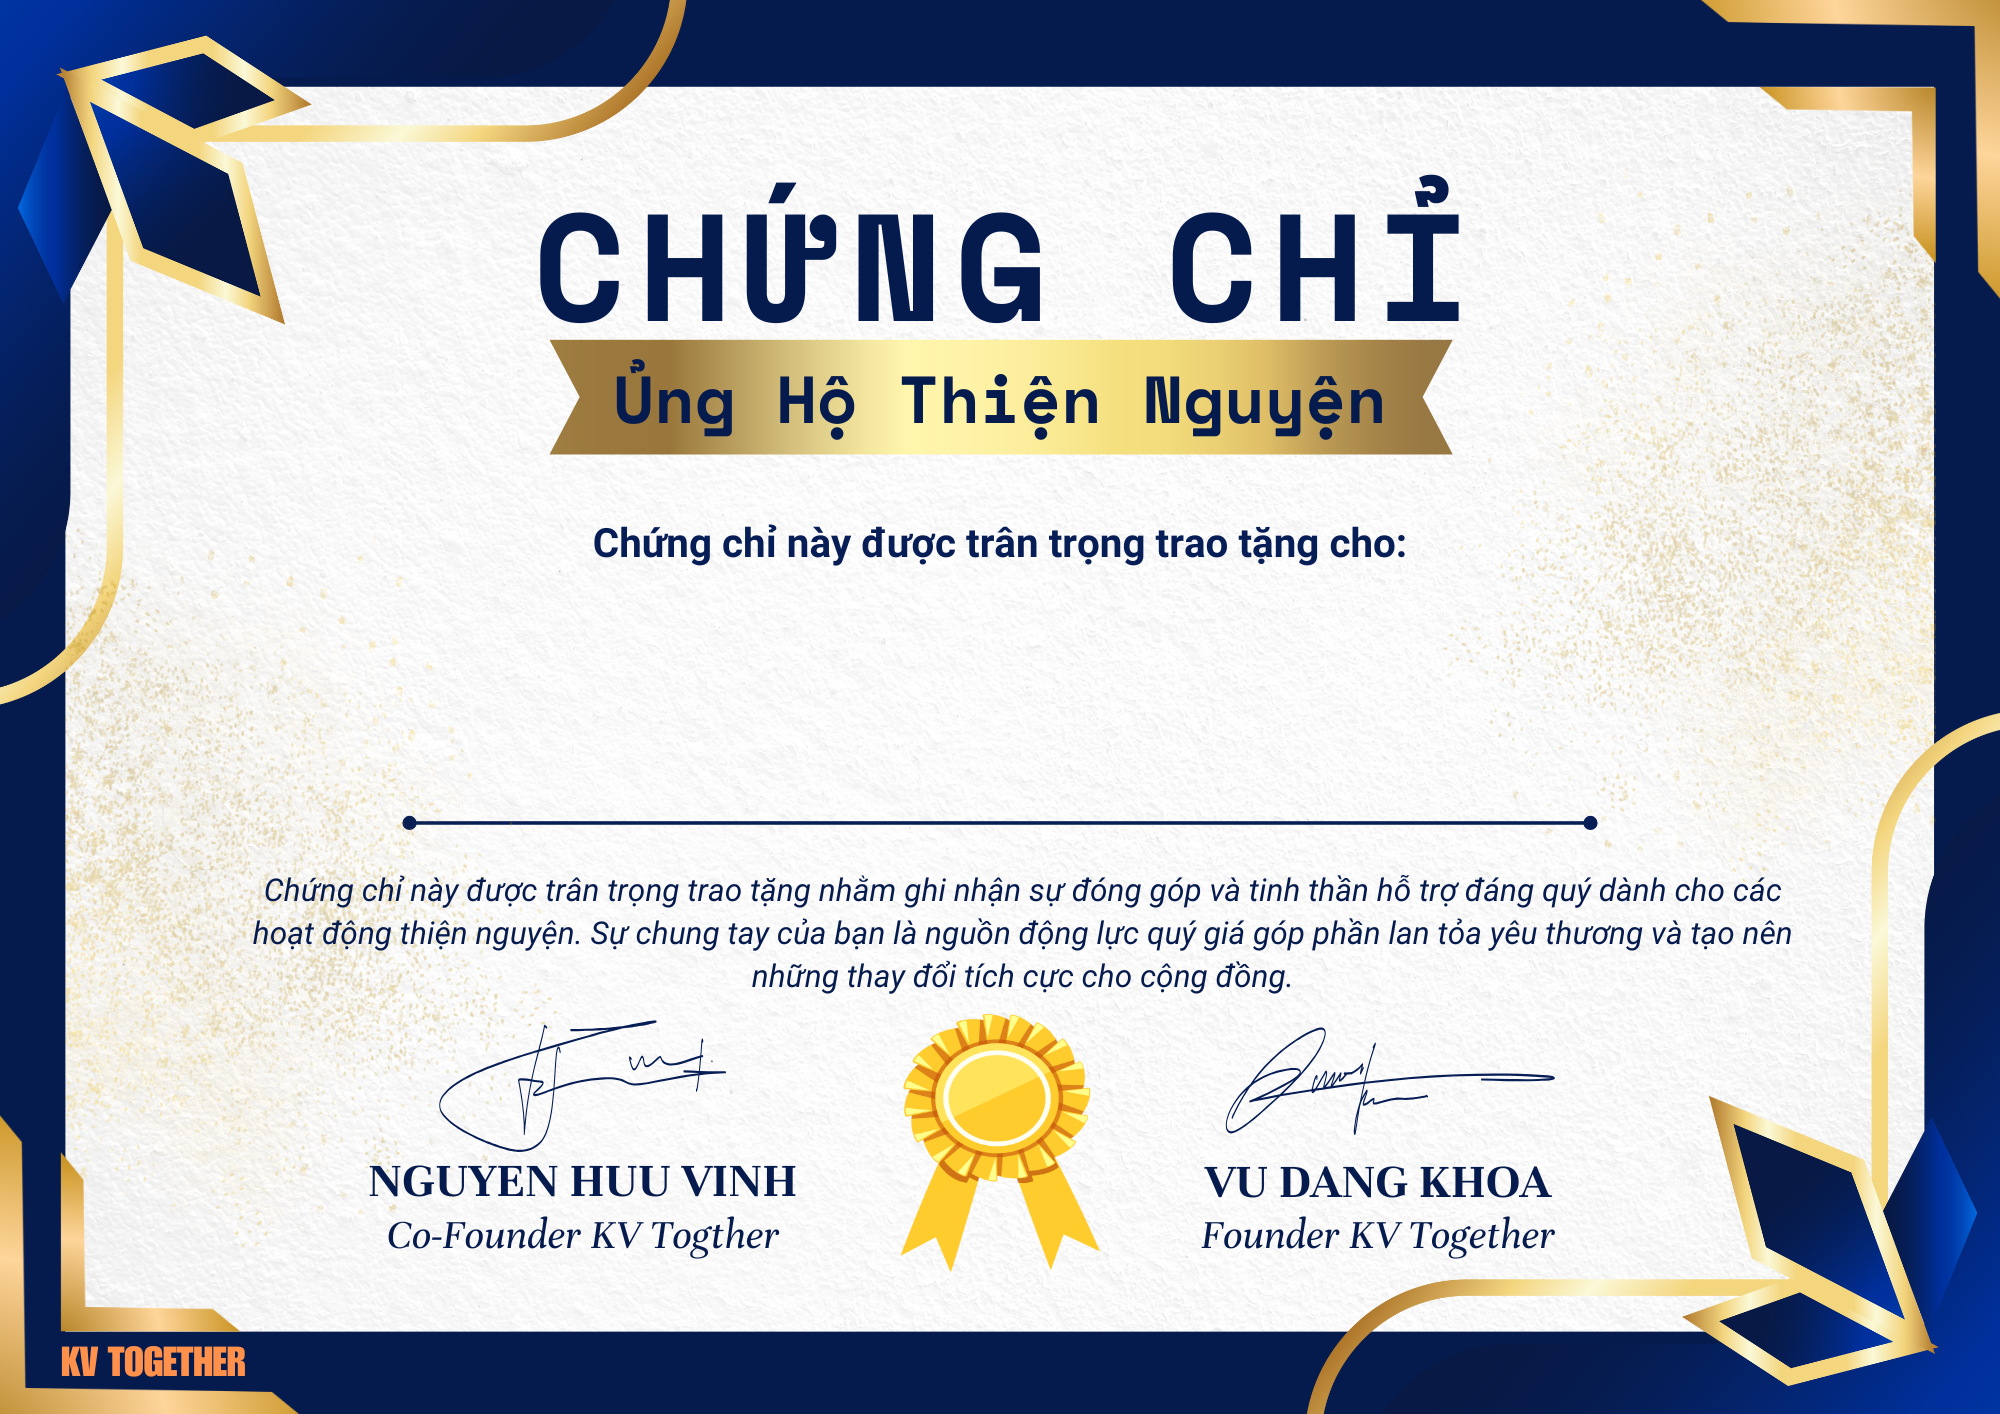 CHỨNG CHỈ
Ủng Hộ Thiện Nguyện
Chứng chỉ này được trân trọng trao tặng cho:
Chứng chỉ này được trân trọng trao tặng nhằm ghi nhận sự đóng góp và tinh thần hỗ trợ đáng quý dành cho các
hoạt động thiện nguyện. Sự chung tay của bạn là nguồn động lực quý giá góp phần lan tỏa yêu thương và tạo nên
những thay đổi tích cực cho cộng đồng.
NGUYEN HUU VINH
Co-Founder KV Togther
VU DANG KHOA
Founder KV Together
KV TOGETHER